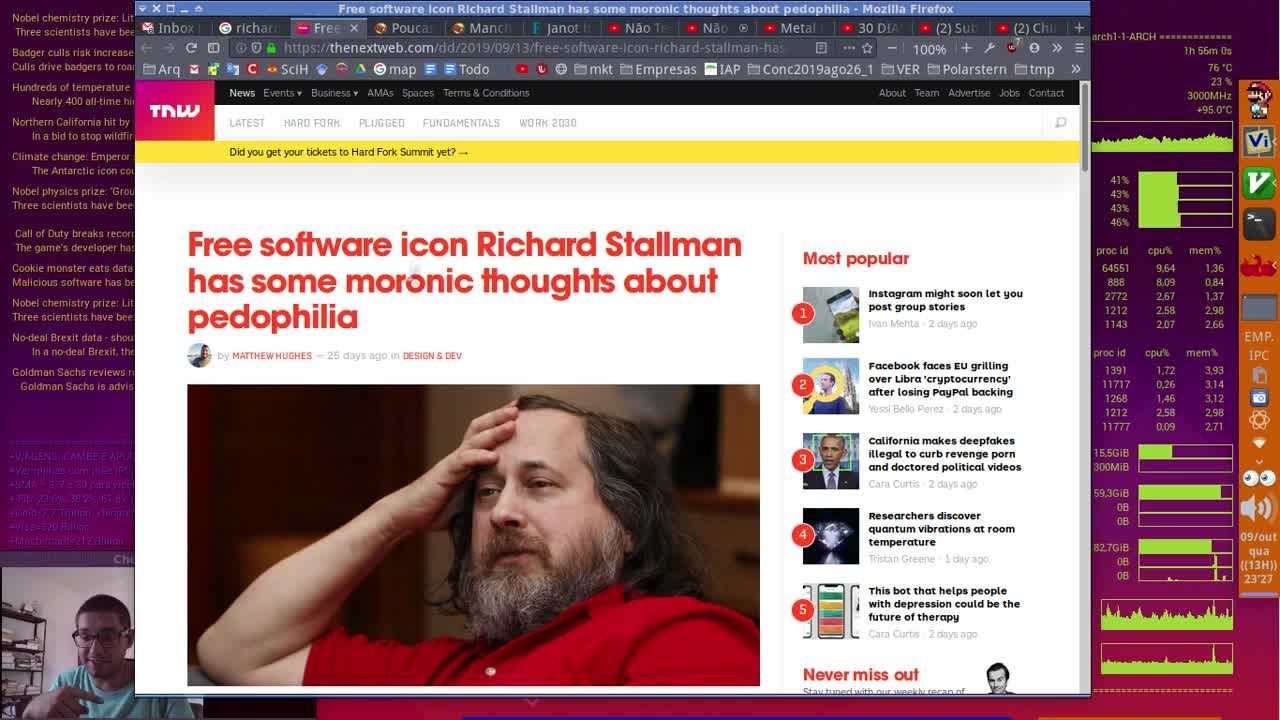 Free software icon Richard Stallman has some moronic thoughts about pedophilia - Mozilla Firefox
Inbox
richard
Free
Pouca
Manch
Janot
Não Te
Não
Metal
30 DIA
(2) Sub
(2) Chi
https://thenextweb.com/dd/2019/09/13/free-software-icon-richard-stallman-has
100%
Arq
SciH
map
Todo
mkt
Empresas
IAP
Conc2019ago26_1
VER
Polarstern
tmp
TNW
News Events Business AMAs Spaces Terms & Conditions
About Team Advertise Jobs Contact
LATEST HARD FORK PLUGGED FUNDAMENTALS WORK 2030
Did you get your tickets to Hard Fork Summit yet? →
Free software icon Richard Stallman
has some moronic thoughts about
pedophilia
by MATTHEW HUGHES — 25 days ago in DESIGN & DEV
Most popular
1
Instagram might soon let you
post group stories
Ivan Mehta · 2 days ago
2
Facebook faces EU grilling
over Libra 'cryptocurrency'
after losing PayPal backing
Yessi Bello Perez · 2 days ago
3
California makes deepfakes
illegal to curb revenge porn
and doctored political videos
Cara Curtis · 2 days ago
4
Researchers discover
quantum vibrations at room
temperature
Tristan Greene · 1 day ago
5
This bot that helps people
with depression could be the
future of therapy
Cara Curtis · 2 days ago
Never miss out
Stay tuned with our weekly recap of
Nobel chemistry prize: Lit
Three scientists have bee
Badger culls risk increase
Culls drive badgers to roa
Hundreds of temperature
Nearly 400 all-time hi
Northern California hit by
In a bid to stop wildfir
Climate change: Emperor
The Antarctic icon cou
Nobel physics prize: 'Grou
Three scientists have bee
Call of Duty breaks recor
The game's developer has
Cookie monster eats data
Malicious software has be
Nobel chemistry prize: Lit
Three scientists have bee
No-deal Brexit data - shou
In a no-deal Brexit, the
Goldman Sachs reviews r
Goldman Sachs is advis
arch1-1-ARCH ============
1h 55m 0s
76 °C
23 %
3000MHz
+95.0°C
41%
43%
43%
46%
proc id cpu% mem%
64551 9,64 1,36
888 8,09 0,84
2772 2,67 1,37
1212 2,58 2,98
1143 2,07 2,66
proc id cpu% mem%
1391 1,72 3,93
11717 0,26 3,14
1268 1,46 3,12
1212 2,58 2,98
11777 0,09 2,71
15,5GiB
300MiB
59,3GiB
0B
0B
82,7GiB
0B
0B
EMP.
IPC
09/out
qua
((13H))
23'27